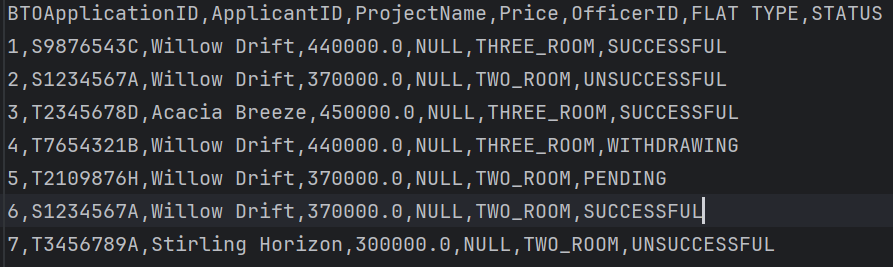 BTOApplicationID,ApplicantID,ProjectName,Price,OfficerID,FLAT TYPE,STATUS
1,S9876543C,Willow Drift,440000.0,NULL,THREE_ROOM,SUCCESSFUL
2,S1234567A,Willow Drift,370000.0,NULL,TWO_ROOM,UNSUCCESSFUL
3,T2345678D,Acacia Breeze,450000.0,NULL,THREE_ROOM,SUCCESSFUL
4,T7654321B,Willow Drift,440000.0,NULL,THREE_ROOM,WITHDRAWING
5,T2109876H,Willow Drift,370000.0,NULL,TWO_ROOM,PENDING
6,S1234567A,Willow Drift,370000.0,NULL,TWO_ROOM,SUCCESSFUL
7,T3456789A,Stirling Horizon,300000.0,NULL,TWO_ROOM,UNSUCCESSFUL